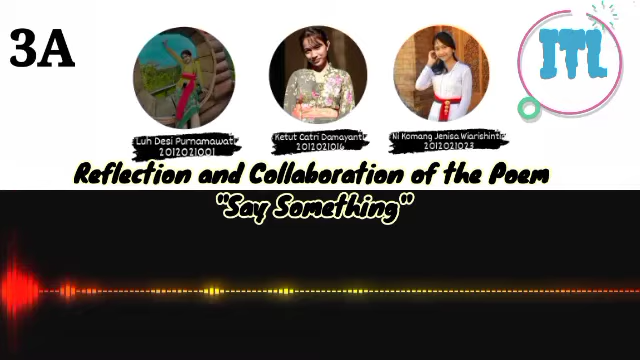 3A
ITL
Luh Desi Purnamawati
2012021001
Ketut Catri Damayanti
2012021016
Ni Komang Jenisa Wiarishinti
2012021023
Reflection and Collaboration of the Poem
"Say Something"